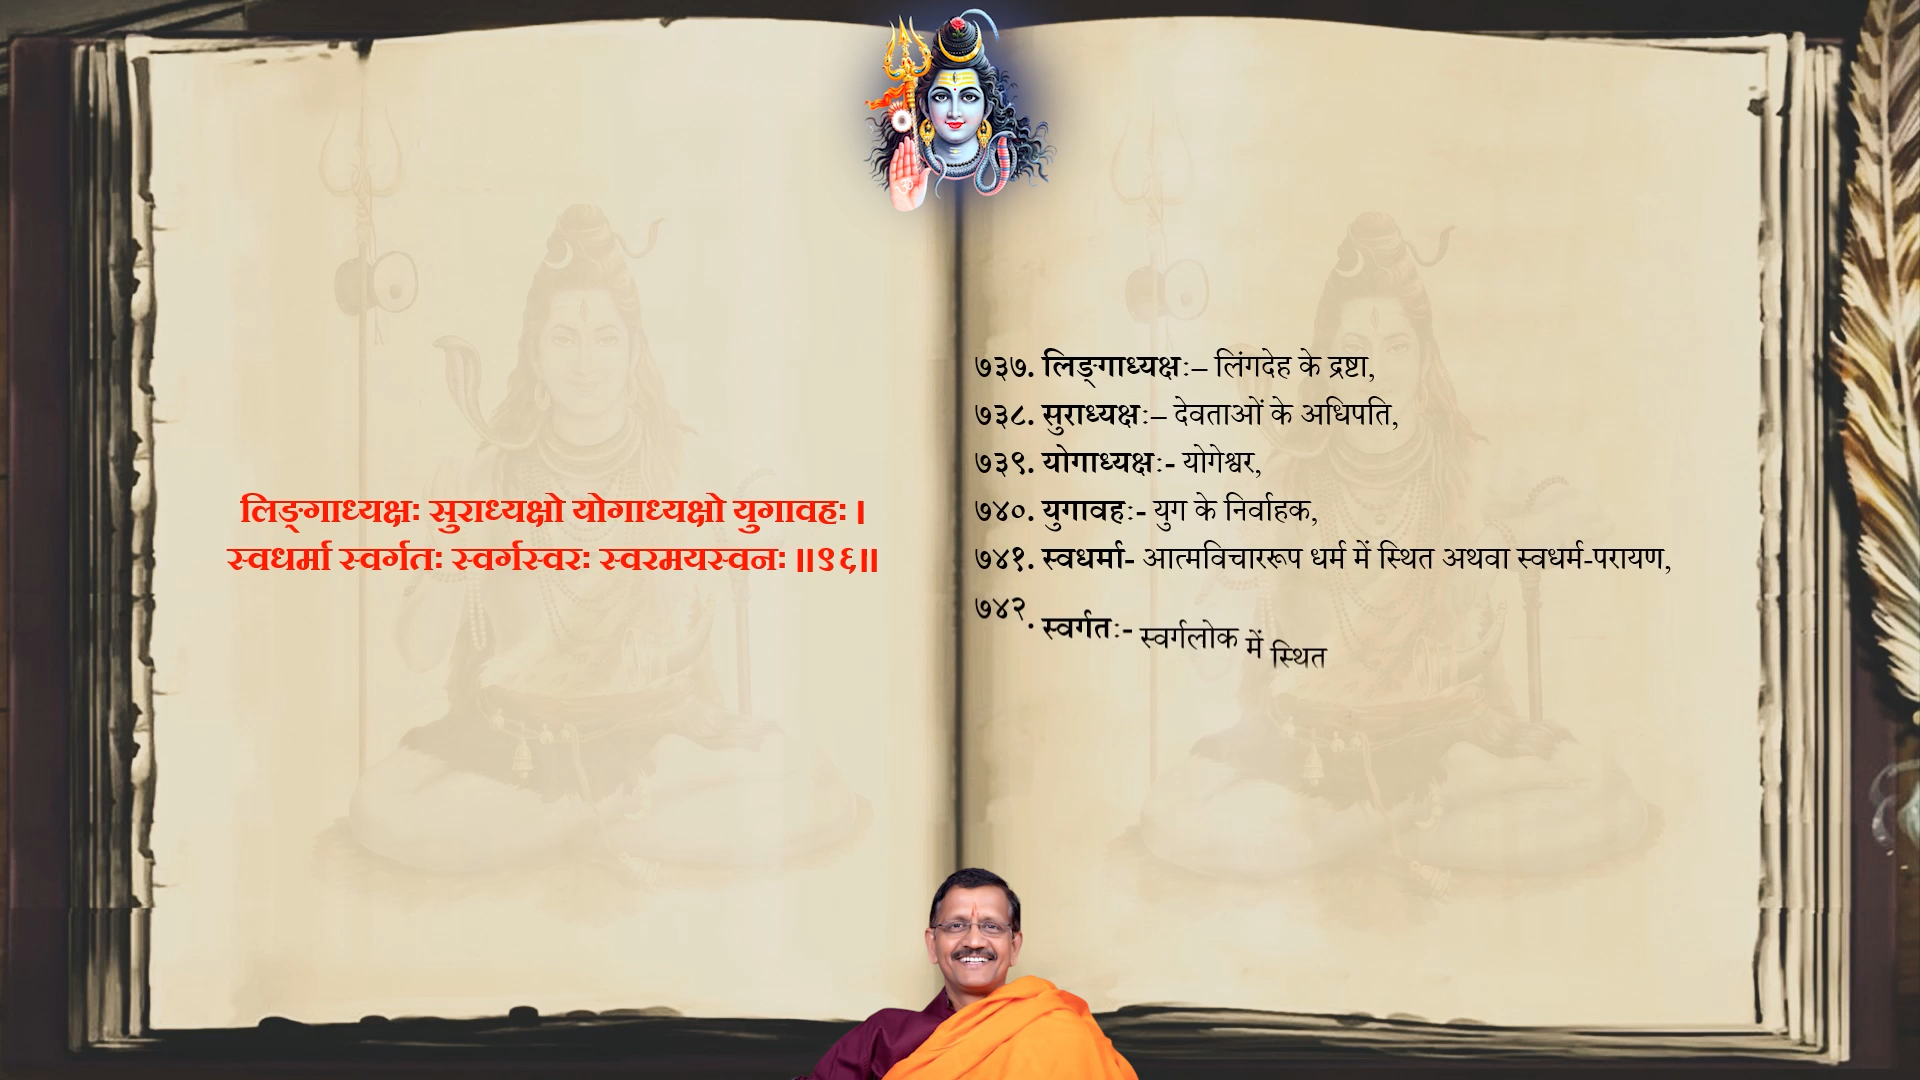 लिङ्गाध्यक्षः सुराध्यक्षो योगाध्यक्षो युगावहः ।
स्वधर्मा स्वर्गतः स्वर्गस्वरः स्वरमयस्वनः ॥९६॥
७३७. लिङ्गाध्यक्षः– लिंगदेह के द्रष्टा,
७३८. सुराध्यक्षः– देवताओं के अधिपति,
७३९. योगाध्यक्षः- योगेश्वर,
७४०. युगावहः- युग के निर्वाहक,
७४१. स्वधर्मा- आत्मविचाररूप धर्म में स्थित अथवा स्वधर्म-परायण,
७४२. स्वर्गतः- स्वर्गलोक में स्थित